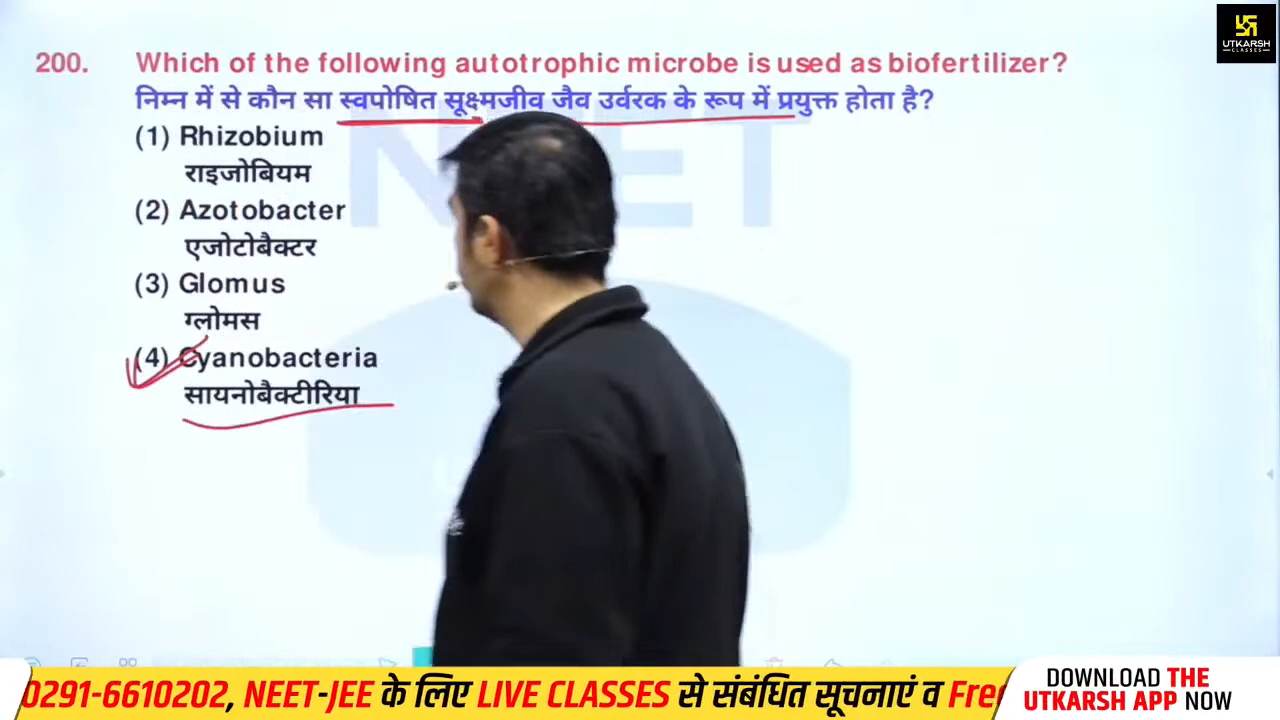 200. Which of the following autotrophic microbe is used as biofertilizer?
निम्न में से कौन सा स्वपोषित सूक्ष्मजीव जैव उर्वरक के रूप में प्रयुक्त होता है?
(1) Rhizobium
राइजोबियम
(2) Azotobacter
एजोटोबैक्टर
(3) Glomus
ग्लोमस
(4) Cyanobacteria
सायनोबैक्टीरिया
UTKARSH
CLASSES
0291-6610202, NEET-JEE के लिए LIVE CLASSES से संबंधित सूचनाएं व Free
DOWNLOAD THE
UTKARSH APP NOW